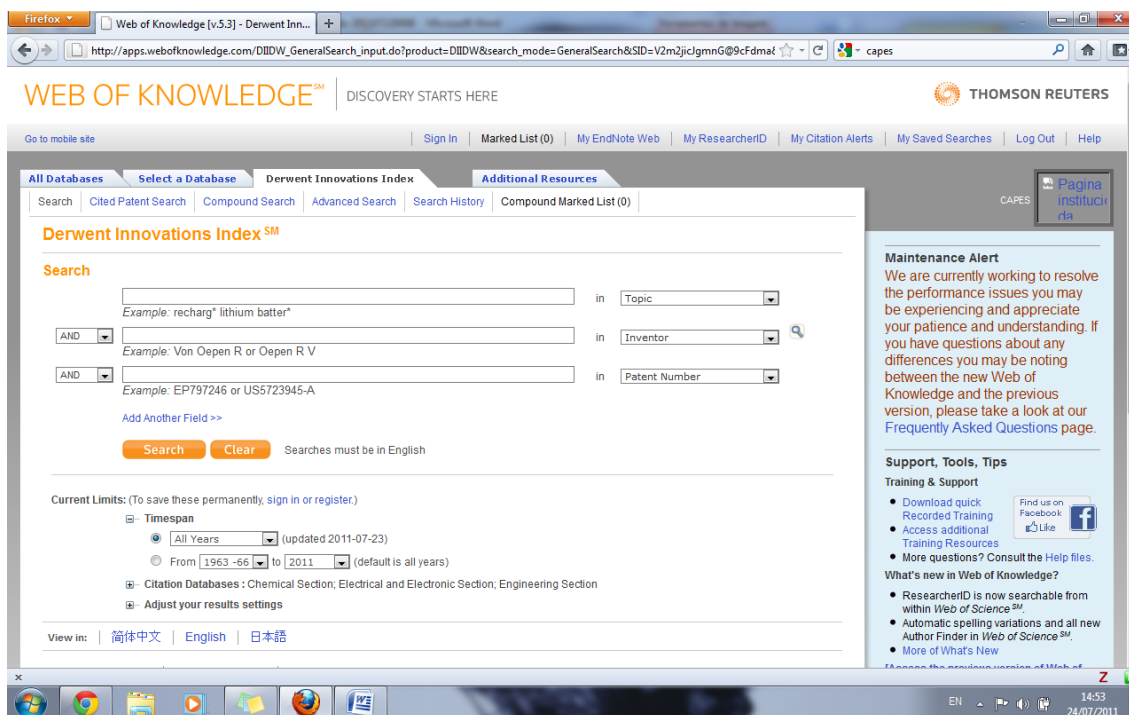 Firefox
Web of Knowledge [v.5.3] - Derwent Inn...
http://apps.webofknowledge.com/DIIDW_GeneralSearch_input.do?product=DIIDW&search_mode=GeneralSearch&SID=V2m2jicJgmnG@9cFdma
capes
WEB OF KNOWLEDGE SM | DISCOVERY STARTS HERE
THOMSON REUTERS
Go to mobile site
Sign In | Marked List (0) | My EndNote Web | My ResearcherID | My Citation Alerts | My Saved Searches | Log Out | Help
All Databases Select a Database Derwent Innovations Index Additional Resources
Search | Cited Patent Search | Compound Search | Advanced Search | Search History | Compound Marked List (0)
CAPES
Pagina
instituci
da
Derwent Innovations Index SM
Search
in Topic
Example: recharg* lithium batter*
AND in Inventor
Example: Von Oepen R or Oepen R V
AND in Patent Number
Example: EP797246 or US5723945-A
Add Another Field >>
Search Clear Searches must be in English
Current Limits: (To save these permanently, sign in or register.)
Timespan
All Years (updated 2011-07-23)
From 1963 -66 to 2011 (default is all years)
Citation Databases : Chemical Section; Electrical and Electronic Section; Engineering Section
Adjust your results settings
View in: | 简体中文 | English | 日本語
Maintenance Alert
We are currently working to resolve
the performance issues you may
be experiencing and appreciate
your patience and understanding. If
you have questions about any
differences you may be noting
between the new Web of
Knowledge and the previous
version, please take a look at our
Frequently Asked Questions page.
Support, Tools, Tips
Training & Support
Download quick
Recorded Training
Access additional
Training Resources
More questions? Consult the Help files.
Find us on
Facebook
Like
What's new in Web of Knowledge?
ResearcherID is now searchable from
within Web of Science SM.
Automatic spelling variations and all new
Author Finder in Web of Science SM.
More of What's New
[Access the previous version of Web of
x
Z
EN
14:53
24/07/2011